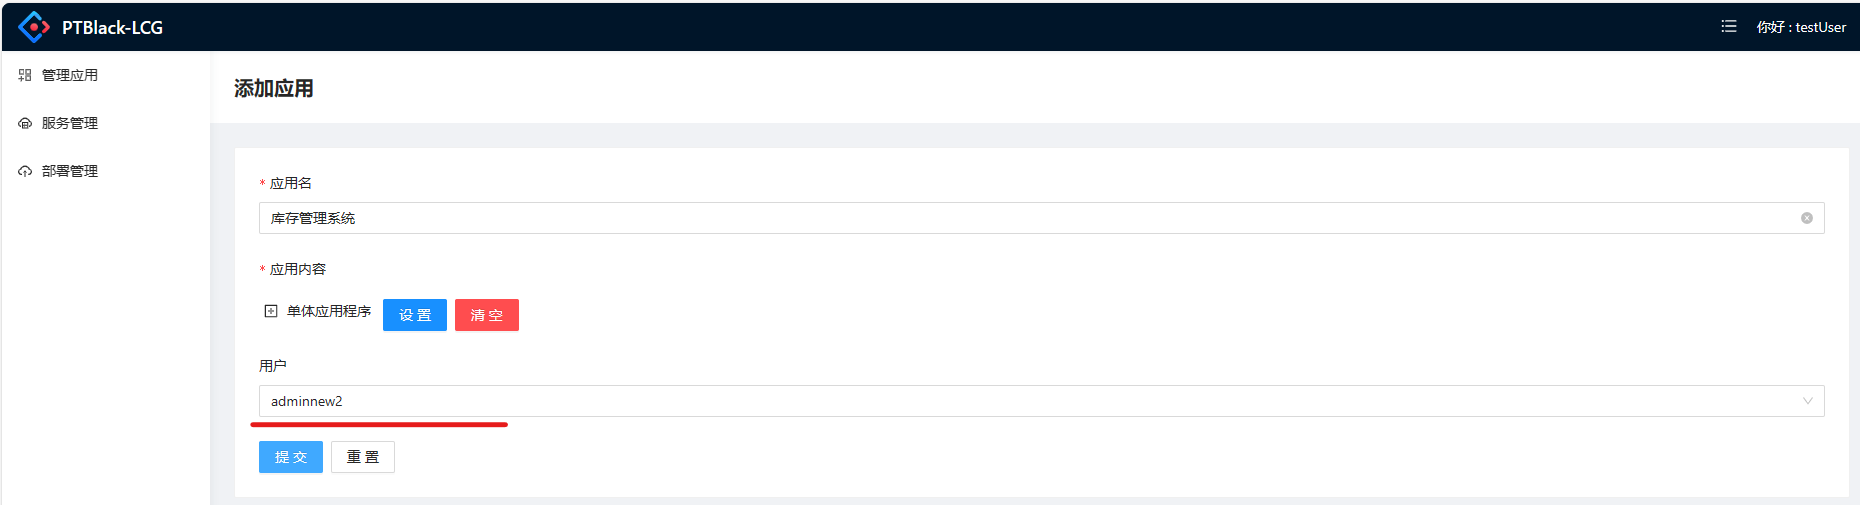 PTBlack-LCG
你好 : testUser
管理应用
服务管理
部署管理
添加应用
* 应用名
库存管理系统
* 应用内容
单体应用程序 设 置 清 空
用户
adminnew2
提 交 重 置